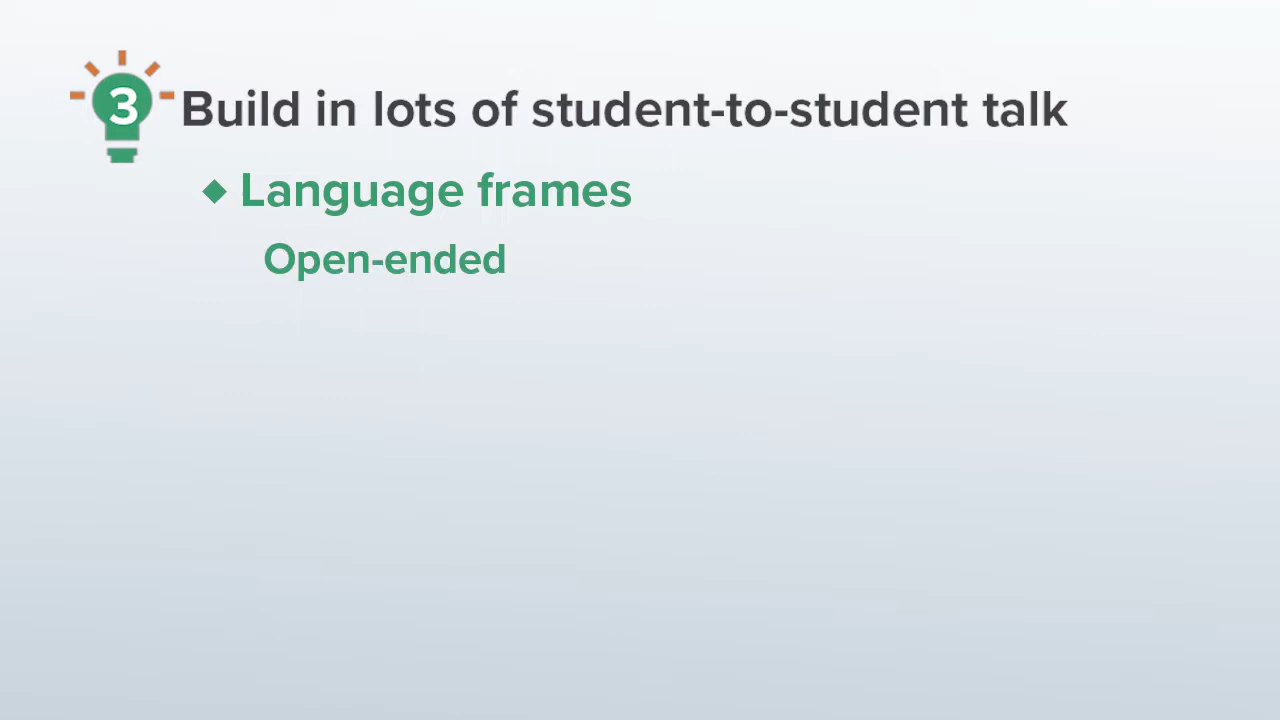 3 Build in lots of student-to-student talk
◆ Language frames
Open-ended